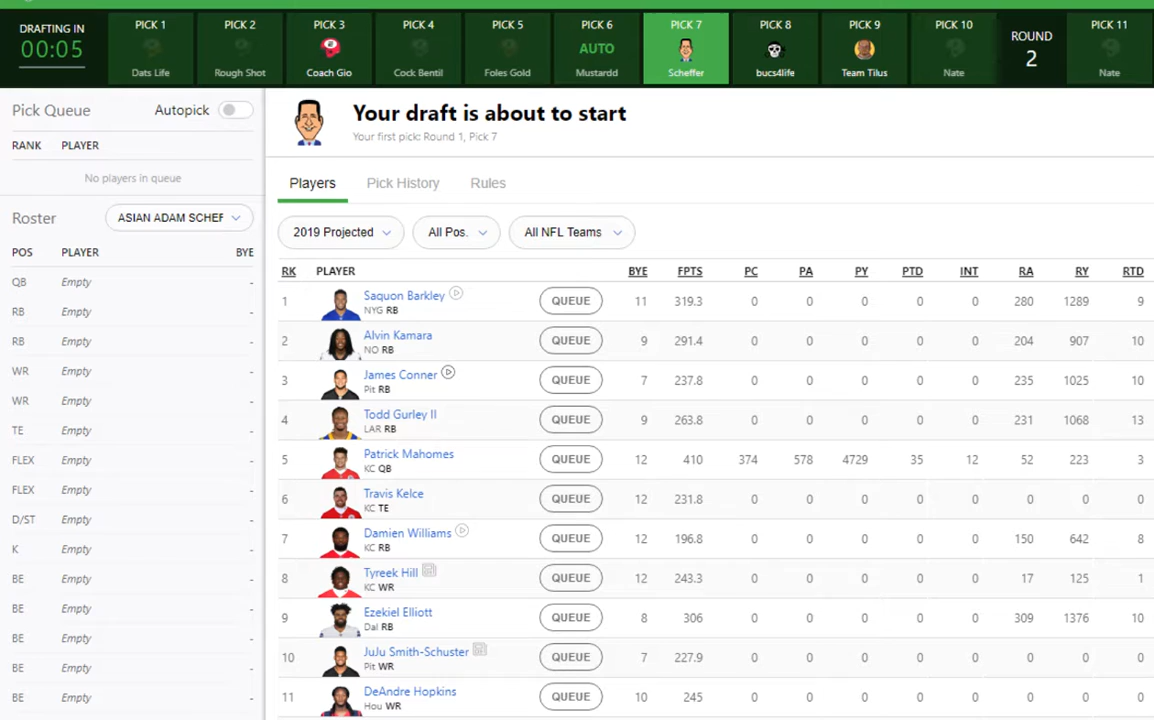 DRAFTING IN
00:05
PICK 1
Dats Life
PICK 2
Rough Shot
PICK 3
Coach Gio
PICK 4
Cock Bentil
PICK 5
Foles Gold
PICK 6
AUTO
Mustardd
PICK 7
Scheffer
PICK 8
bucs4life
PICK 9
Team Tilus
PICK 10
Nate
ROUND
2
PICK 11
Nate
Pick Queue Autopick
RANK PLAYER
No players in queue
Roster ASIAN ADAM SCHEF
POS PLAYER BYE
QB Empty -
RB Empty -
RB Empty -
WR Empty -
WR Empty -
TE Empty -
FLEX Empty -
FLEX Empty -
D/ST Empty -
K Empty -
BE Empty -
BE Empty -
BE Empty -
BE Empty -
BE Empty -
Your draft is about to start
Your first pick: Round 1, Pick 7
Players Pick History Rules
2019 Projected All Pos. All NFL Teams
RK PLAYER BYE FPTS PC PA PY PTD INT RA RY RTD
1 Saquon Barkley QUEUE 11 319.3 0 0 0 0 0 280 1289 9
NYG RB
2 Alvin Kamara QUEUE 9 291.4 0 0 0 0 0 204 907 10
NO RB
3 James Conner QUEUE 7 237.8 0 0 0 0 0 235 1025 10
Pit RB
4 Todd Gurley II QUEUE 9 263.8 0 0 0 0 0 231 1068 13
LAR RB
5 Patrick Mahomes QUEUE 12 410 374 578 4729 35 12 52 223 3
KC QB
6 Travis Kelce QUEUE 12 231.8 0 0 0 0 0 0 0 0
KC TE
7 Damien Williams QUEUE 12 196.8 0 0 0 0 0 150 642 8
KC RB
8 Tyreek Hill QUEUE 12 243.3 0 0 0 0 0 17 125 1
KC WR
9 Ezekiel Elliott QUEUE 8 306 0 0 0 0 0 309 1376 10
Dal RB
10 JuJu Smith-Schuster QUEUE 7 227.9 0 0 0 0 0 0 0 0
Pit WR
11 DeAndre Hopkins QUEUE 10 245 0 0 0 0 0 0 0 0
Hou WR